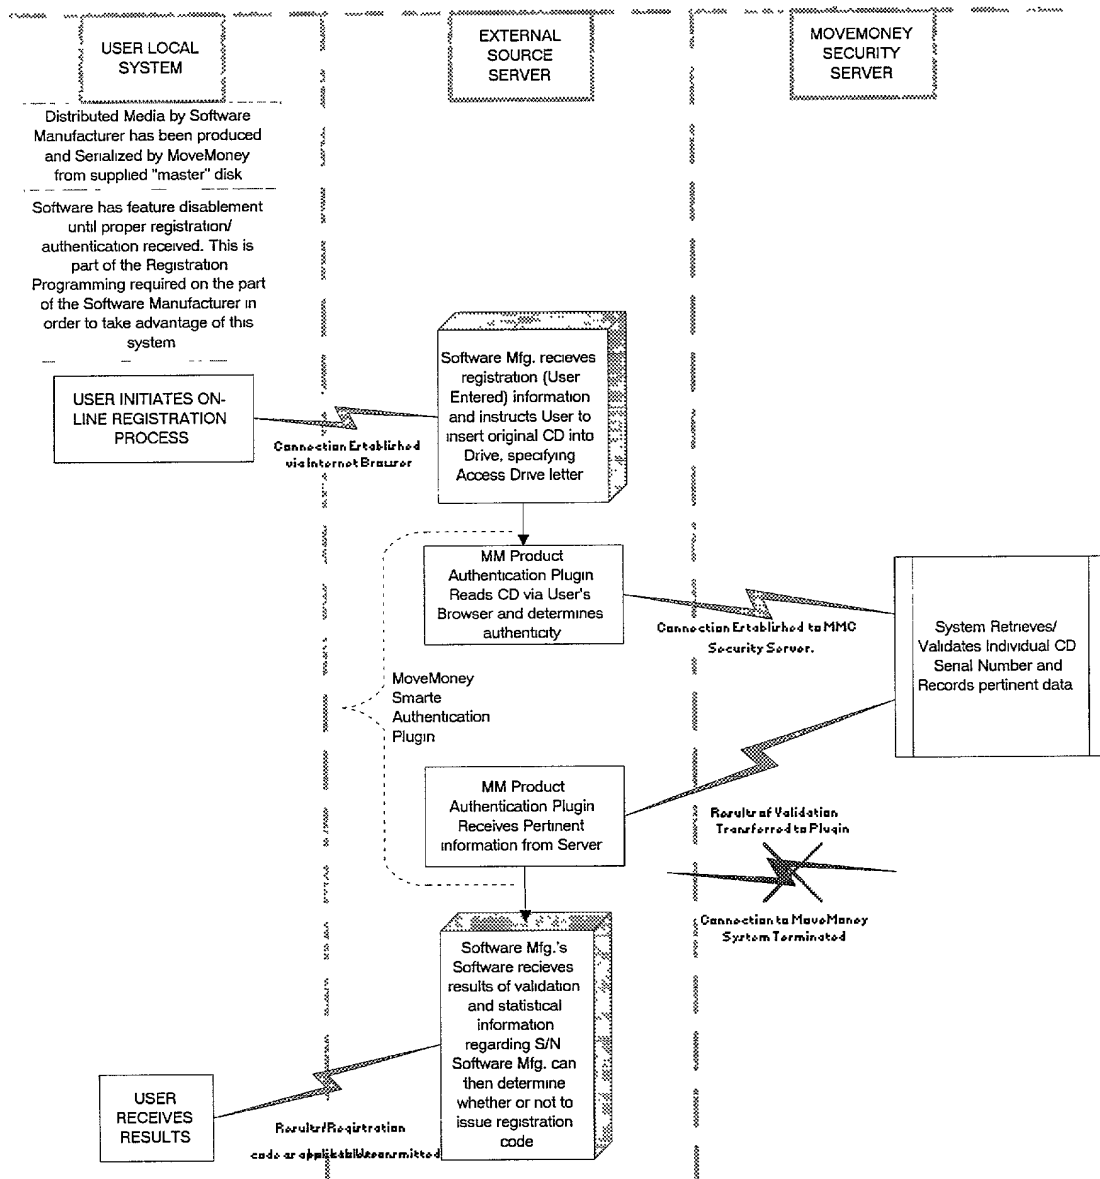 USER LOCAL
SYSTEM
EXTERNAL
SOURCE
SERVER
MOVEMONEY
SECURITY
SERVER
Distributed Media by Software
Manufacturer has been produced
and Serialized by MoveMoney
from supplied "master" disk
Software has feature disablement
until proper registration/
authentication received. This is
part of the Registration
Programming required on the part
of the Software Manufacturer in
order to take advantage of this
system
USER INITIATES ON-
LINE REGISTRATION
PROCESS
Connection Established
via Internet Browser
Software Mfg. recieves
registration (User
Entered) information
and instructs User to
insert original CD into
Drive, specifying
Access Drive letter
MM Product
Authentication Plugin
Reads CD via User's
Browser and determines
authenticity
Connection Established to MMC
Security Server.
System Retrieves/
Validates Individual CD
Serial Number and
Records pertinent data
MoveMoney
Smarte
Authentication
Plugin
MM Product
Authentication Plugin
Receives Pertinent
information from Server
Results of Validation
Transferred to Plugin
Connection to MoveMoney
System Terminated
Software Mfg.'s
Software recieves
results of validation
and statistical
information
regarding S/N
Software Mfg. can
then determine
whether or not to
issue registration
code
USER
RECEIVES
RESULTS
Results/Registration
code as transmitted